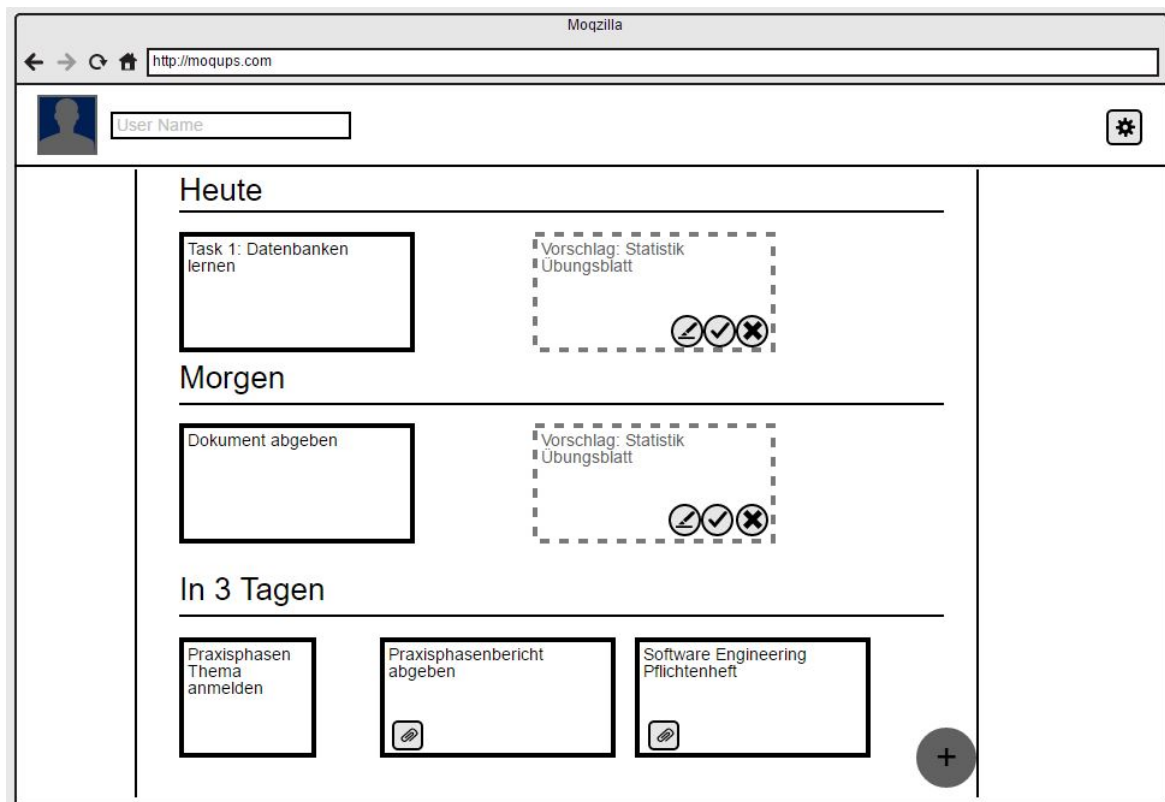 Moqzilla
http://moqups.com
User Name
Heute
Task 1: Datenbanken
lernen
Vorschlag: Statistik
Übungsblatt
Morgen
Dokument abgeben
Vorschlag: Statistik
Übungsblatt
In 3 Tagen
Praxisphasen
Thema
anmelden
Praxisphasenbericht
abgeben
Software Engineering
Pflichtenheft